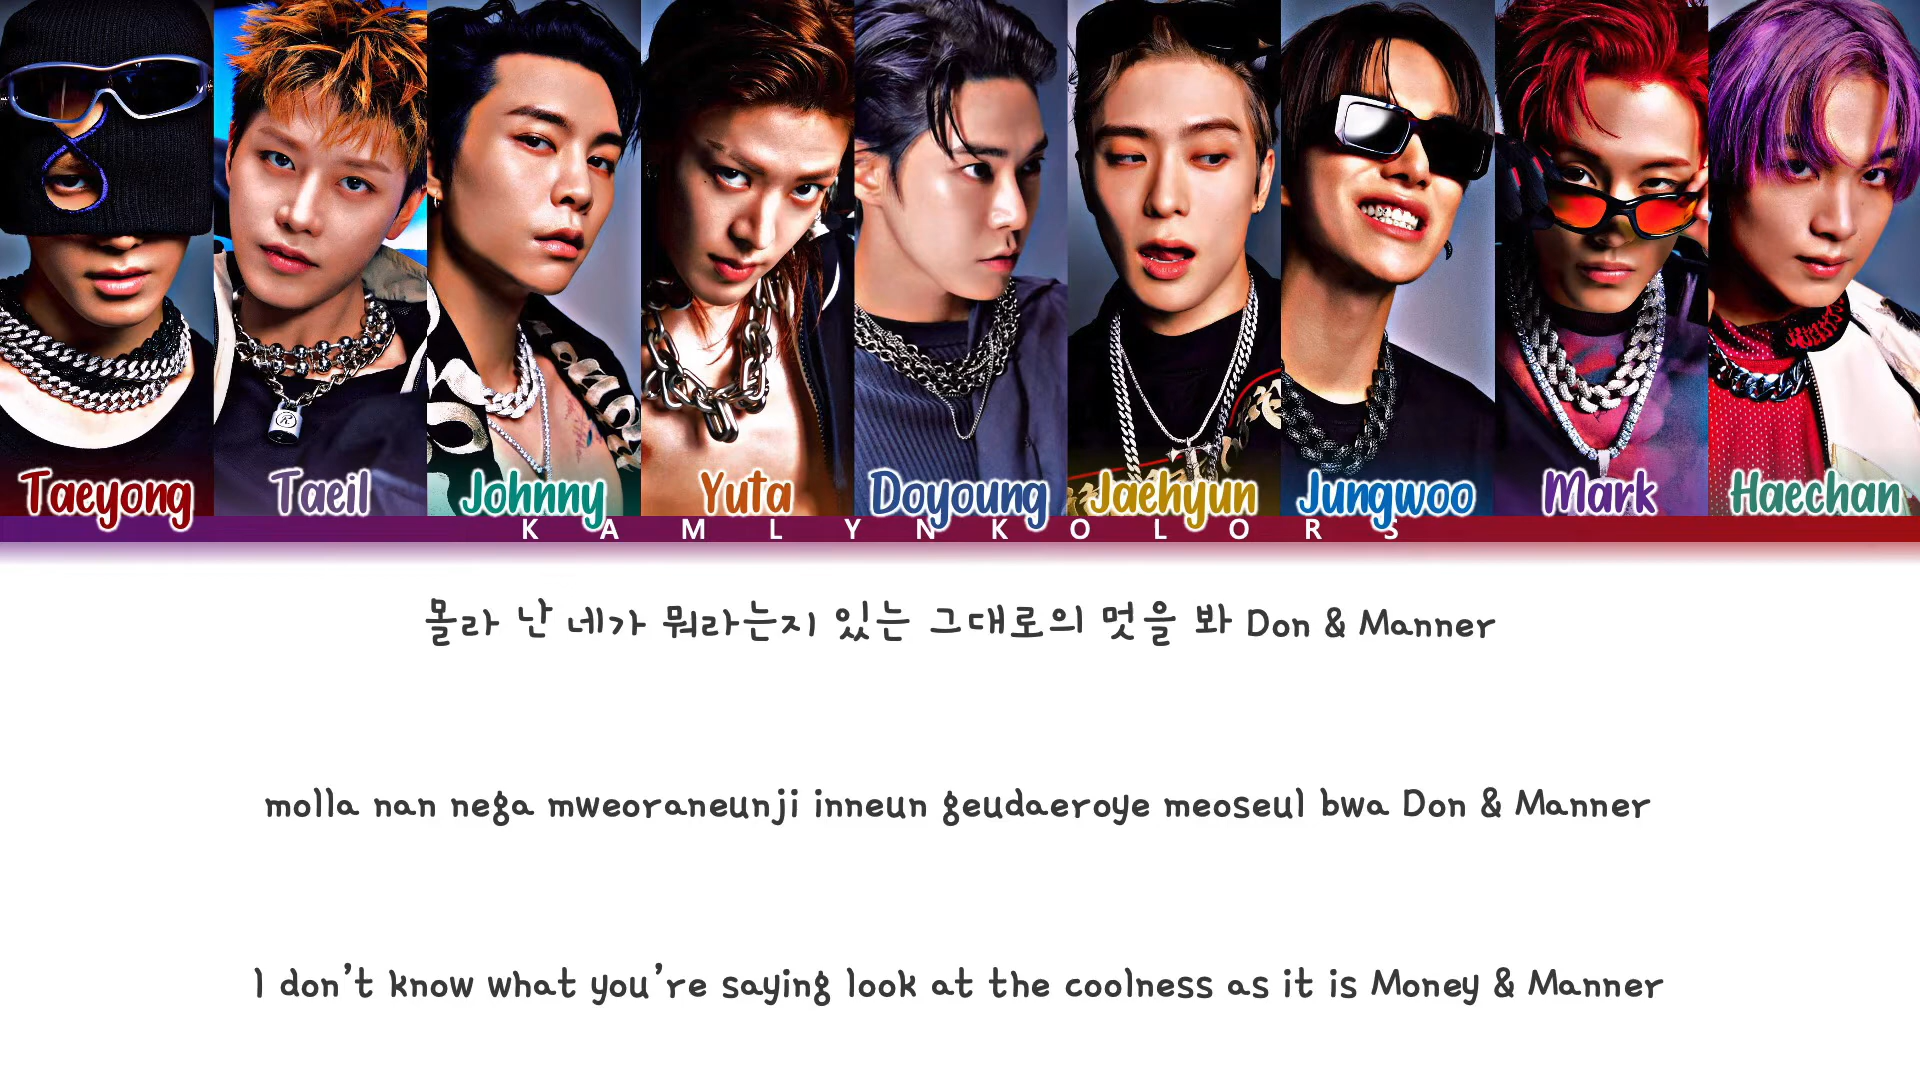 Taeyong Taeil Johnny Yuta Doyoung Jaehyun Jungwoo Mark Haechan
KAMLYNKOLORS
몰라 난 네가 뭐라는지 있는 그대로의 멋을 봐 Don & Manner
molla nan nega mweoraneunji inneun geudaeroye meoseul bwa Don & Manner
I don't know what you're saying look at the coolness as it is Money & Manner